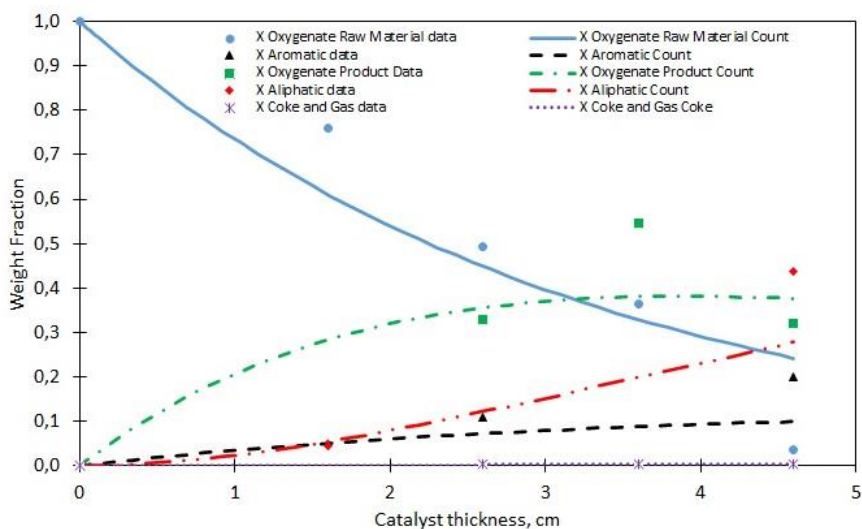 1,0
0,9
0,8
0,7
0,6
0,5
0,4
0,3
0,2
0,1
0,0
Weight Fraction
X Oxygenate Raw Material data
X Oxygenate Raw Material Count
X Aromatic data
X Aromatic Count
X Oxygenate Product Data
X Oxygenate Product Count
X Aliphatic data
X Aliphatic Count
X Coke and Gas data
X Coke and Gas Coke
0
1
2
3
4
5
Catalyst thickness, cm